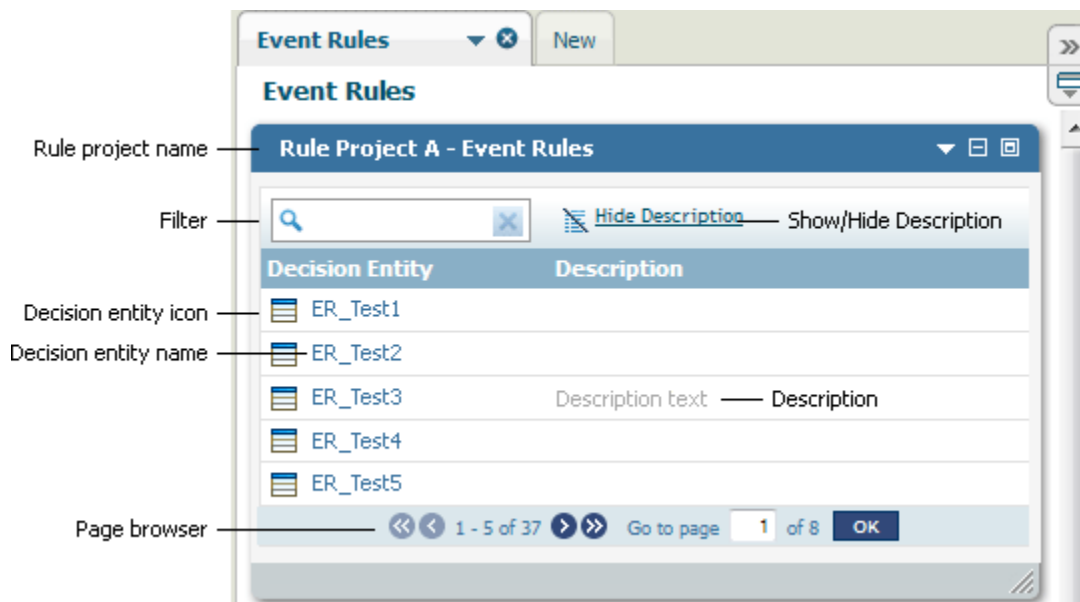 Event Rules
New
Event Rules
Rule project name
Rule Project A - Event Rules
Filter
Hide Description
Show/Hide Description
Decision Entity
Description
Decision entity icon
ER_Test1
Decision entity name
ER_Test2
ER_Test3
Description text
Description
ER_Test4
ER_Test5
Page browser
1 - 5 of 37
Go to page
1
of 8
OK